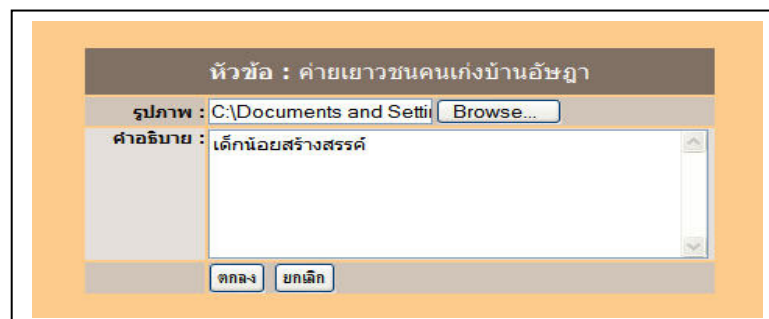 หัวข้อ : ค่ายเยาวชนคนเก่งบ้านอัษฎา
รูปภาพ : C:\Documents and Settin Browse...
คำอธิบาย : เด็กน้อยสร้างสรรค์
ตกลง ยกเลิก